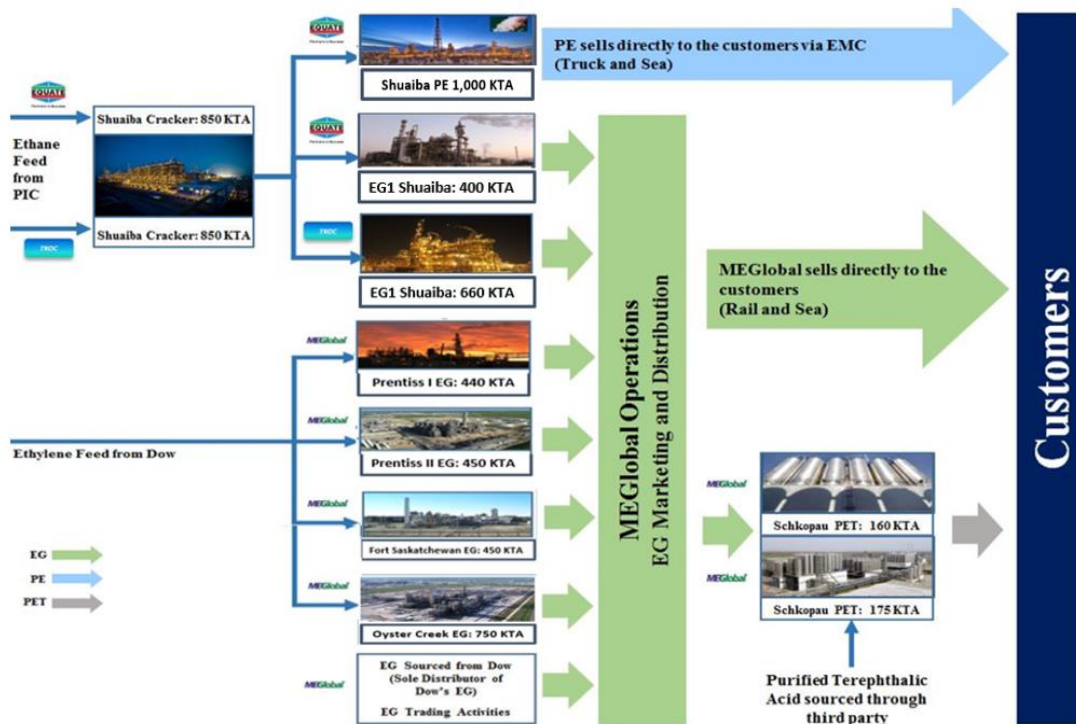 EQUATE
PE sells directly to the customers via EMC
(Truck and Sea)
Shuaiba PE 1,000 KTA
EQUATE
Shuaiba Cracker: 850 KTA
EQUATE
Ethane
Feed
from
PIC
EG1 Shuaiba: 400 KTA
Shuaiba Cracker: 850 KTA
TKOC
TKOC
EG1 Shuaiba: 660 KTA
MEGlobal sells directly to the
customers
(Rail and Sea)
MEGlobal
Prentiss I EG: 440 KTA
MEGlobal
Ethylene Feed from Dow
Prentiss II EG: 450 KTA
MEGlobal
Fort Saskatchewan EG: 450 KTA
MEGlobal
Oyster Creek EG: 750 KTA
MEGlobal
EG Sourced from Dow
(Sole Distributor of
Dow's EG)
EG Trading Activities
MEGlobal Operations
EG Marketing and Distribution
MEGlobal
Schkopau PET: 160 KTA
MEGlobal
Schkopau PET: 175 KTA
Purified Terephthalic
Acid sourced through
third party
Customers
EG
PE
PET